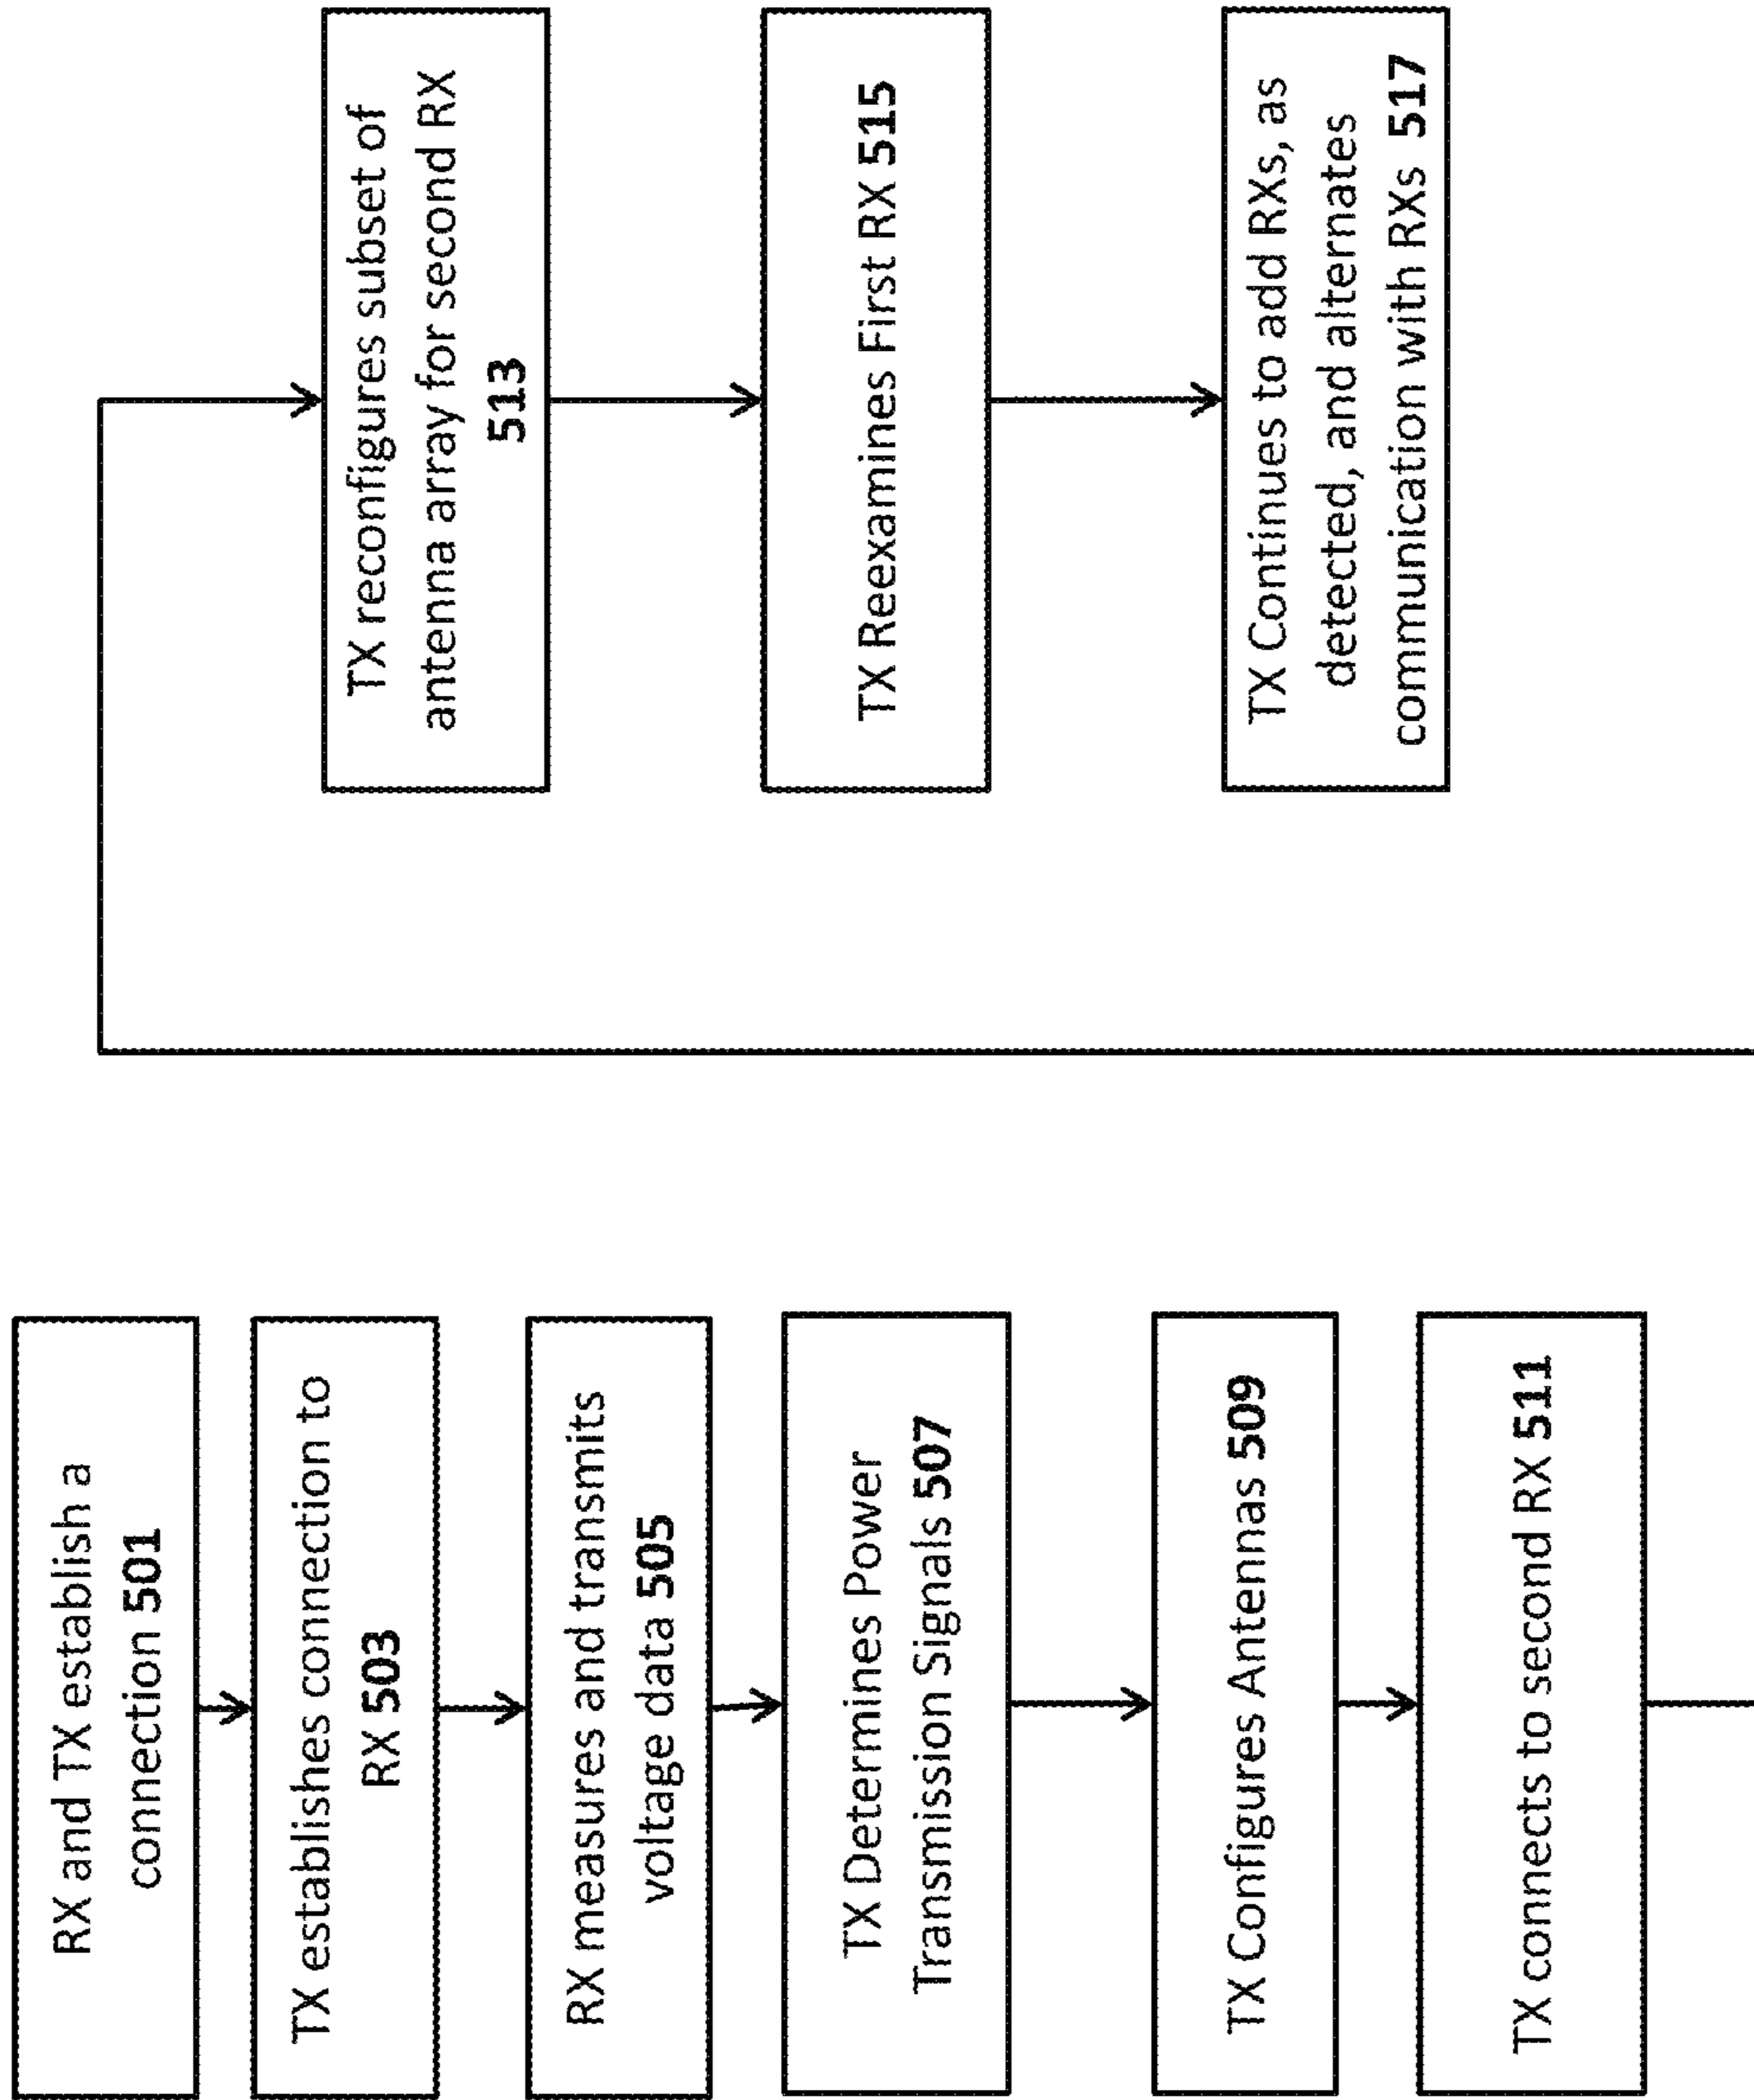 RX and TX establish a
connection 501
TX establishes connection to
RX 503
RX measures and transmits
voltage data 505
TX Determines Power
Transmission Signals 507
TX Configures Antennas 509
TX connects to second RX 511
TX reconfigures subset of
antenna array for second RX
513
TX Reexamines First RX 515
TX Continues to add RXs, as
detected, and alternates
communication with RXs 517